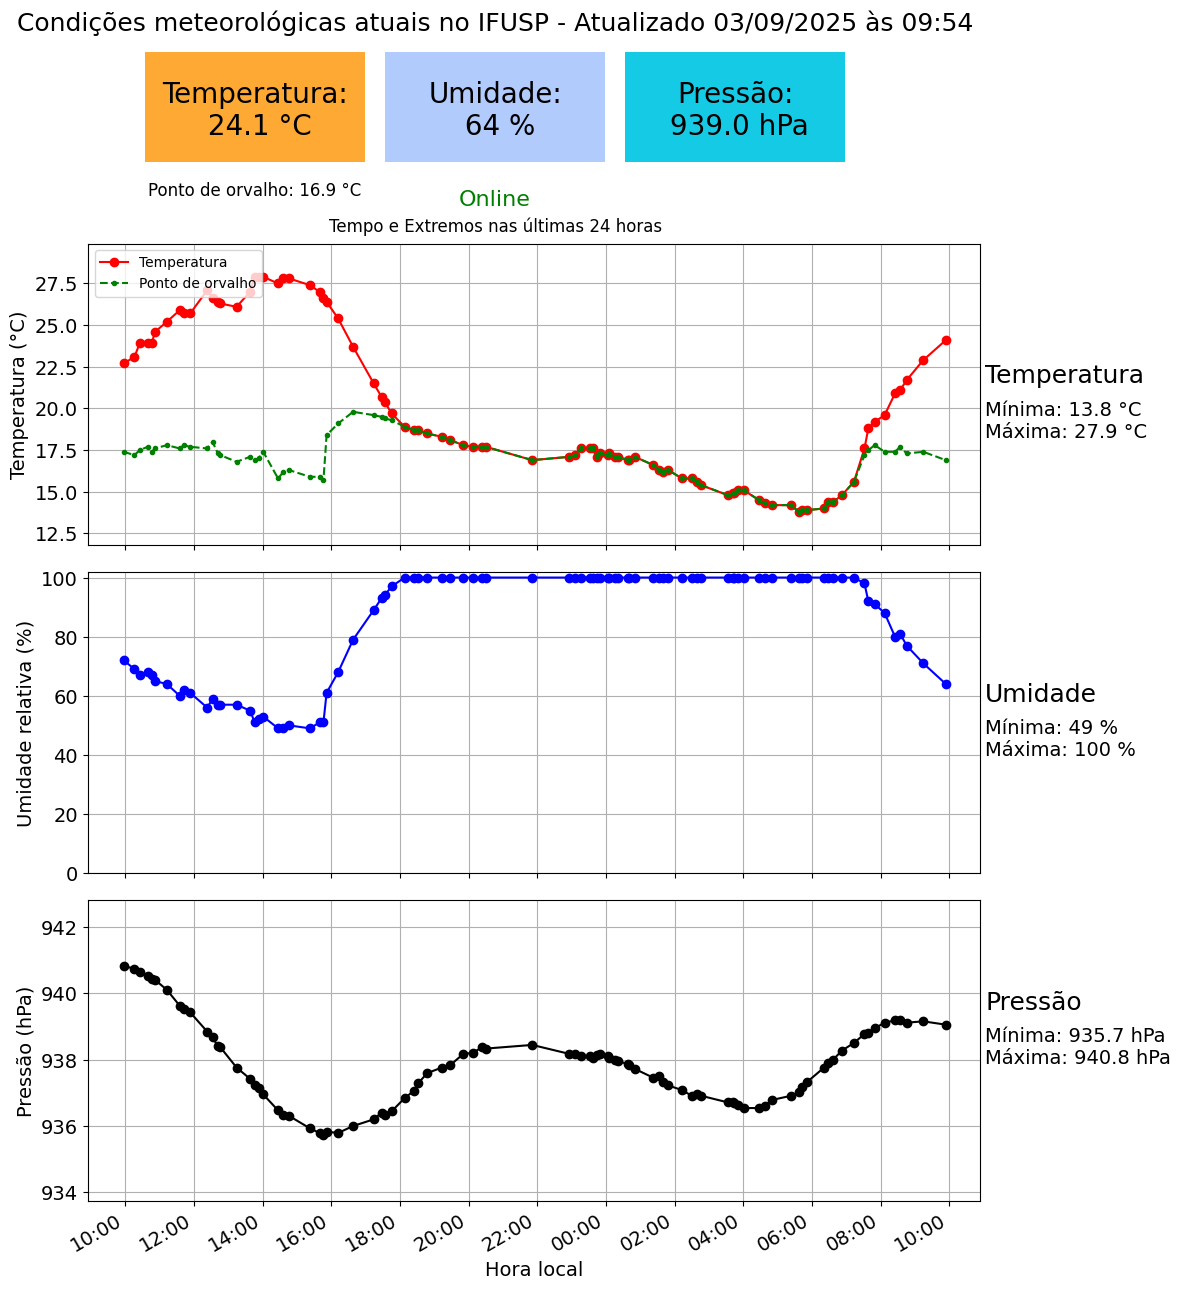 Condições meteorológicas atuais no IFUSP - Atualizado 03/09/2025 às 09:54
Temperatura:
24.1 °C
Umidade:
64 %
Pressão:
939.0 hPa
Ponto de orvalho: 16.9 °C
Online
Tempo e Extremos nas últimas 24 horas
Temperatura
Ponto de orvalho
Temperatura (°C)
27.5
25.0
22.5
20.0
17.5
15.0
12.5
Temperatura
Mínima: 13.8 °C
Máxima: 27.9 °C
Umidade relativa (%)
100
80
60
40
20
0
Umidade
Mínima: 49 %
Máxima: 100 %
Pressão (hPa)
942
940
938
936
934
Pressão
Mínima: 935.7 hPa
Máxima: 940.8 hPa
10:00 12:00 14:00 16:00 18:00 20:00 22:00 00:00 02:00 04:00 06:00 08:00 10:00
Hora local